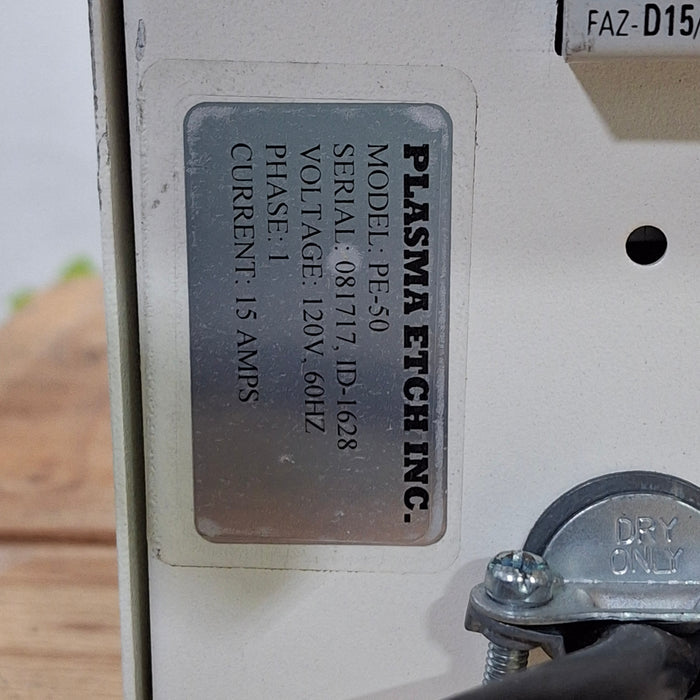 FAZ-D15/
PLASMA ETCH INC.
MODEL: PE-50
SERIAL: 081717, ID-1628
VOLTAGE: 120V, 60HZ
PHASE: 1
CURRENT: 15 AMPS
DRY
ONLY